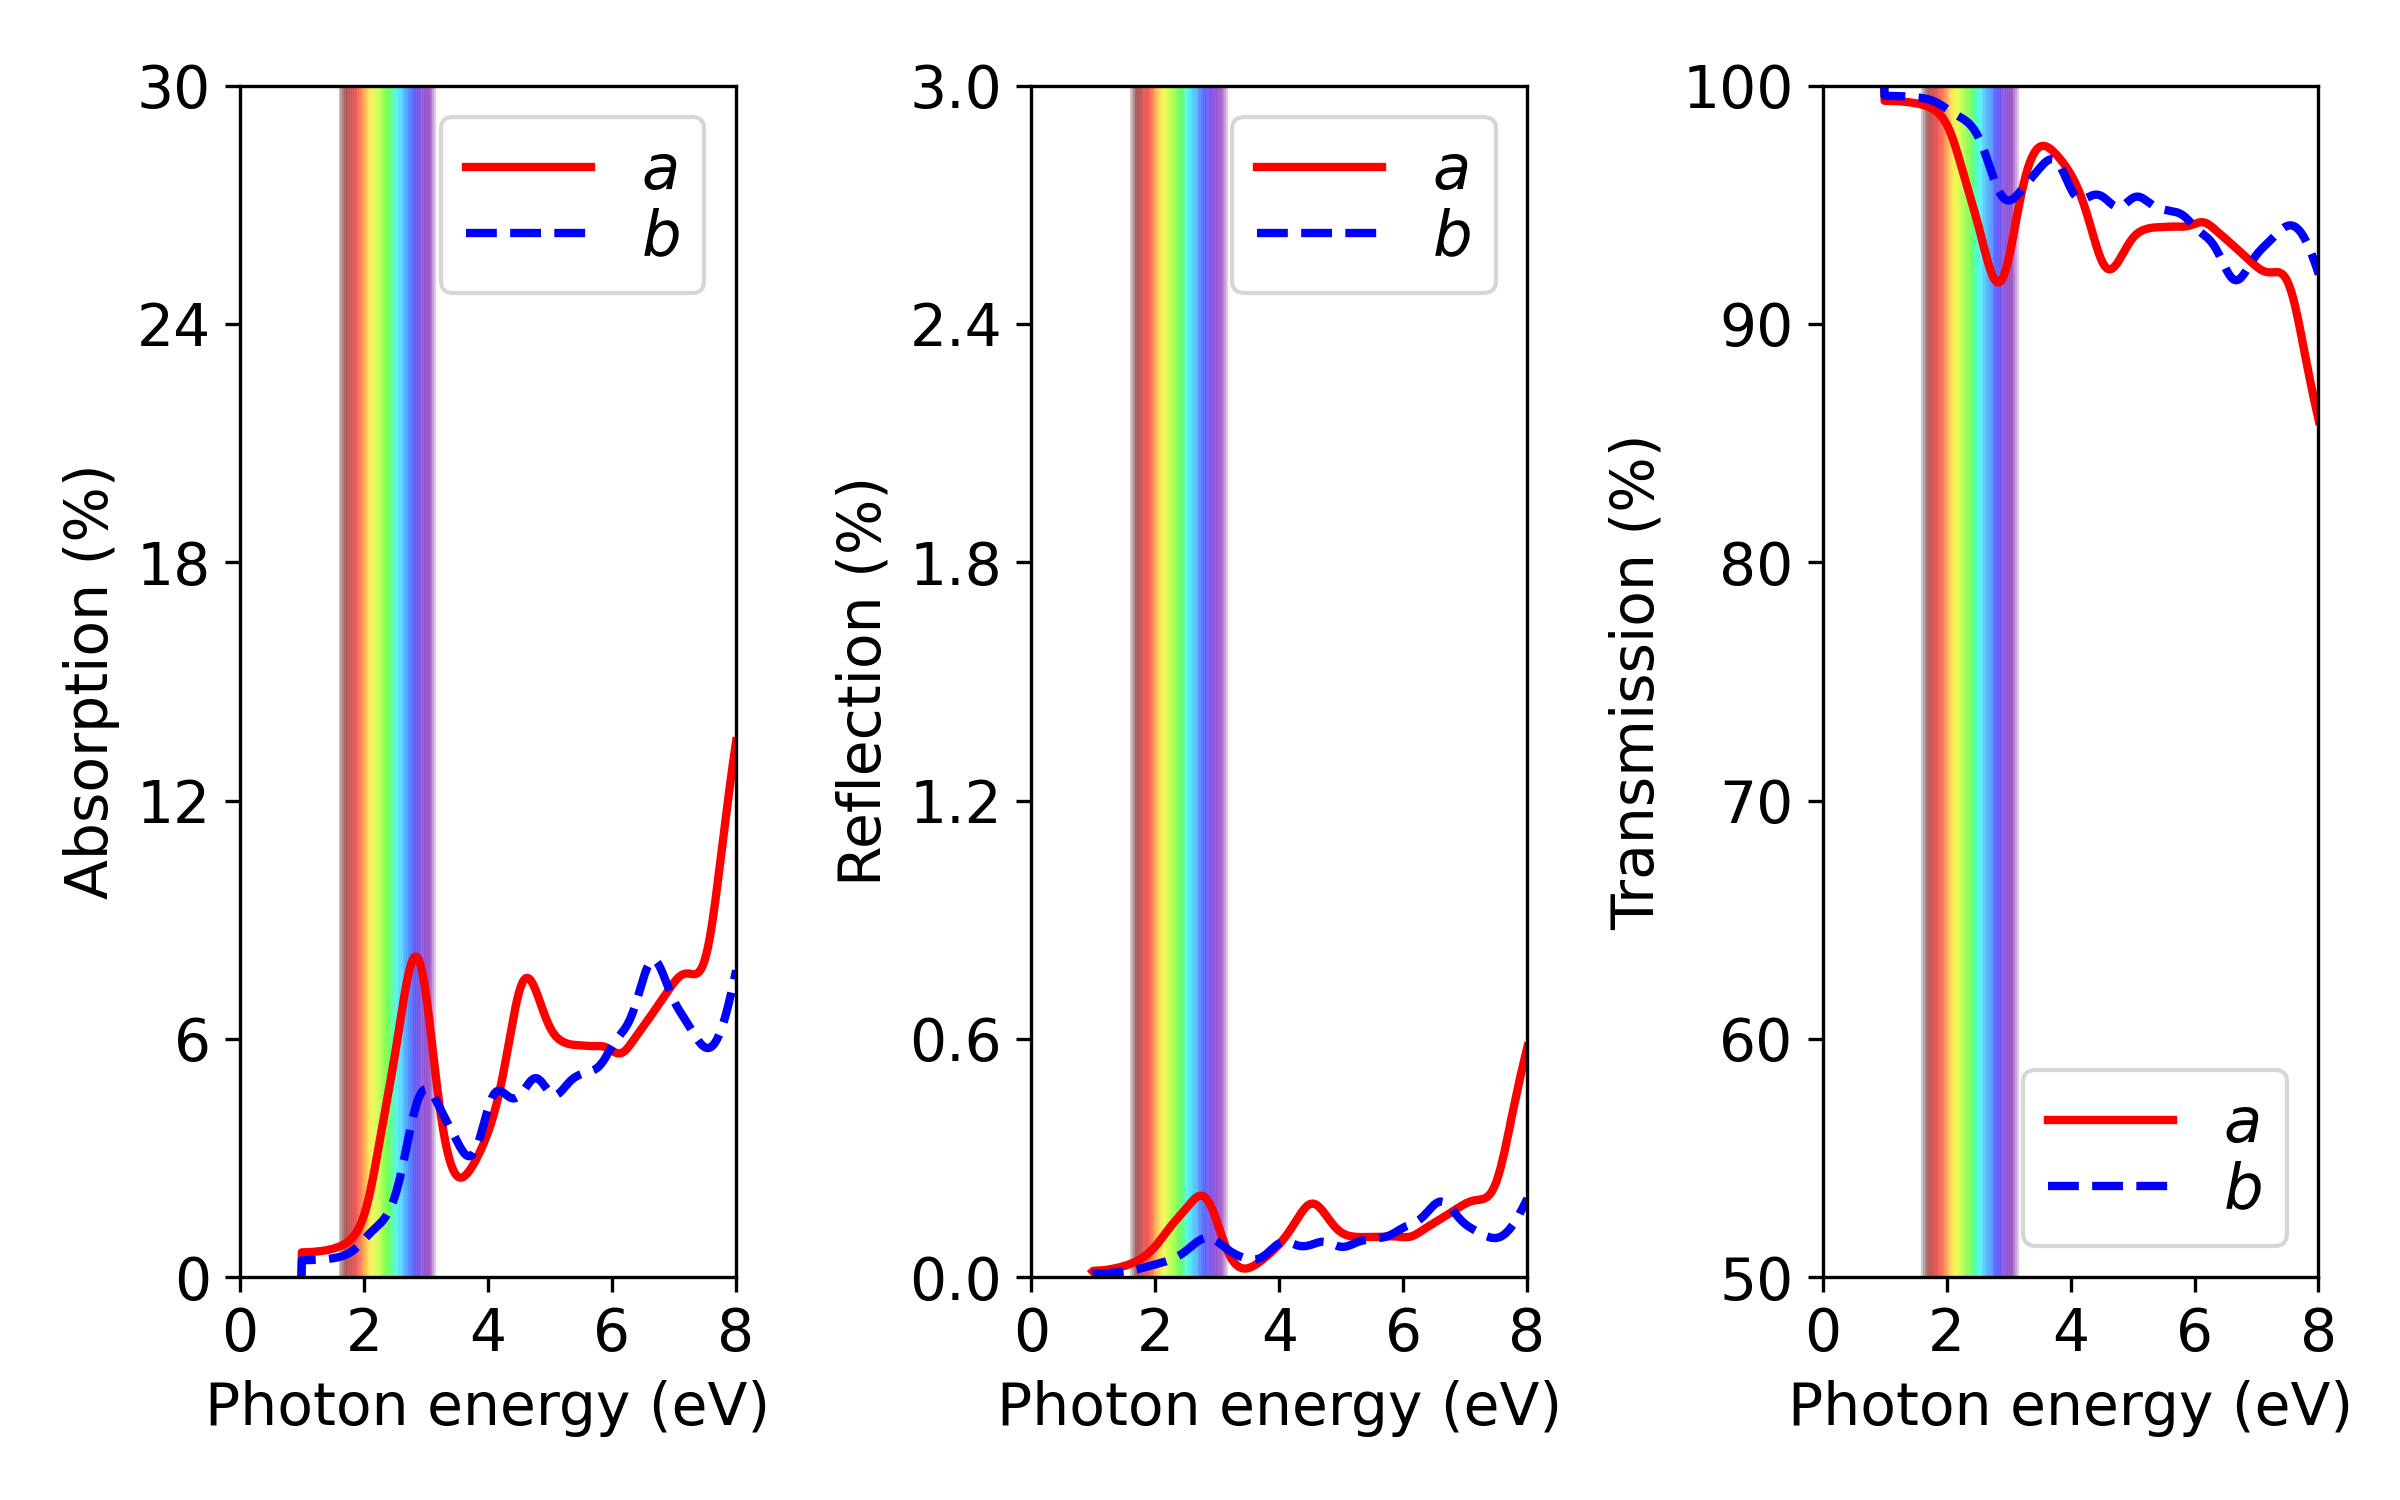 Absorption (%)
30
24
18
12
6
0
0 2 4 6 8
Photon energy (eV)
a
b
Reflection (%)
3.0
2.4
1.8
1.2
0.6
0.0
0 2 4 6 8
Photon energy (eV)
a
b
Transmission (%)
100
90
80
70
60
50
0 2 4 6 8
Photon energy (eV)
a
b